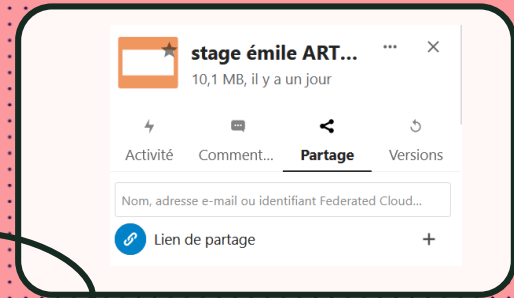 stage émile ART...
10,1 MB, il y a un jour
Activité Comment... Partage Versions
Nom, adresse e-mail ou identifiant Federated Cloud...
Lien de partage